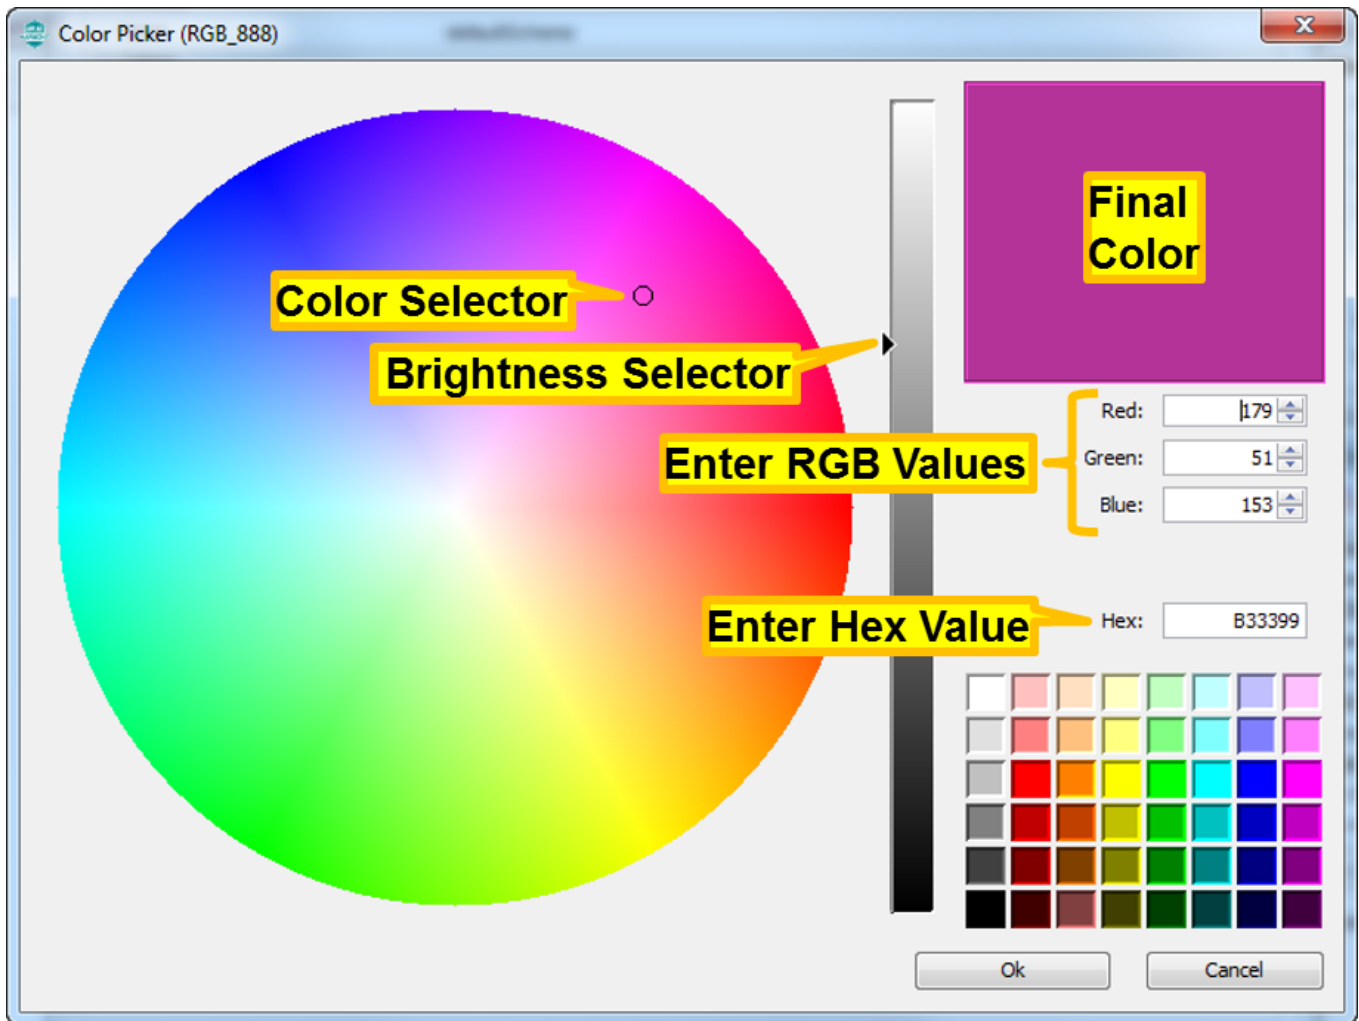 Color Picker (RGB_888)
Final
Color
Color Selector
Brightness Selector
Red: 179
Enter RGB Values
Green: 51
Blue: 153
Enter Hex Value
Hex: B33399
Ok
Cancel